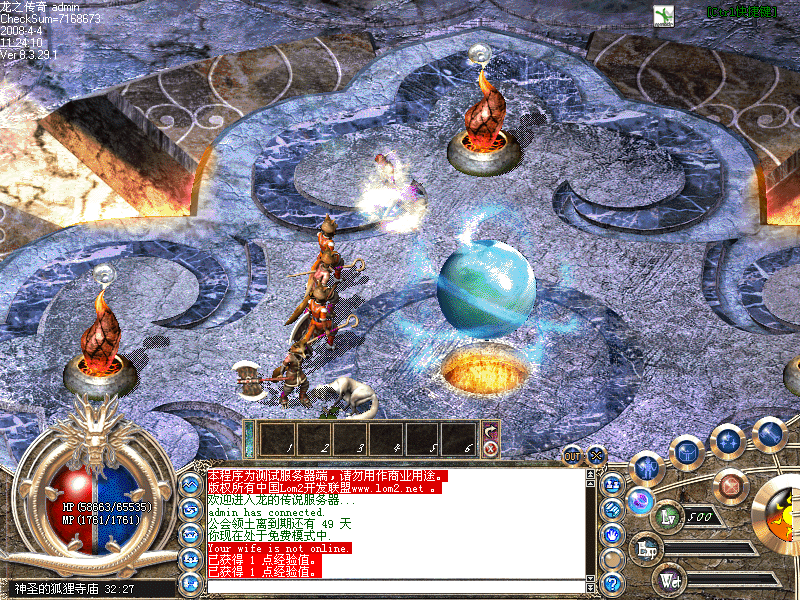 龙之传奇 admin
CheckSum=7168673
2008-4-4
11:24:10
Ver 8.3.29.1
1 2 3 4 5 6
OUT
HP (58663/65535)
MP (1761/1761)
本程序为测试服务器端，请勿用作商业用途。
版权所有中国Lom2开发联盟www.lom2.net 。
欢迎进入龙的传说服务器...
admin has connected.
公会领土离到期还有 49 天
你现在处于免费模式中.
Your wife is not online.
已获得 1 点经验值。
已获得 1 点经验值。
Lv 500
Exp
Wet
神圣的狐狸寺庙 32:27